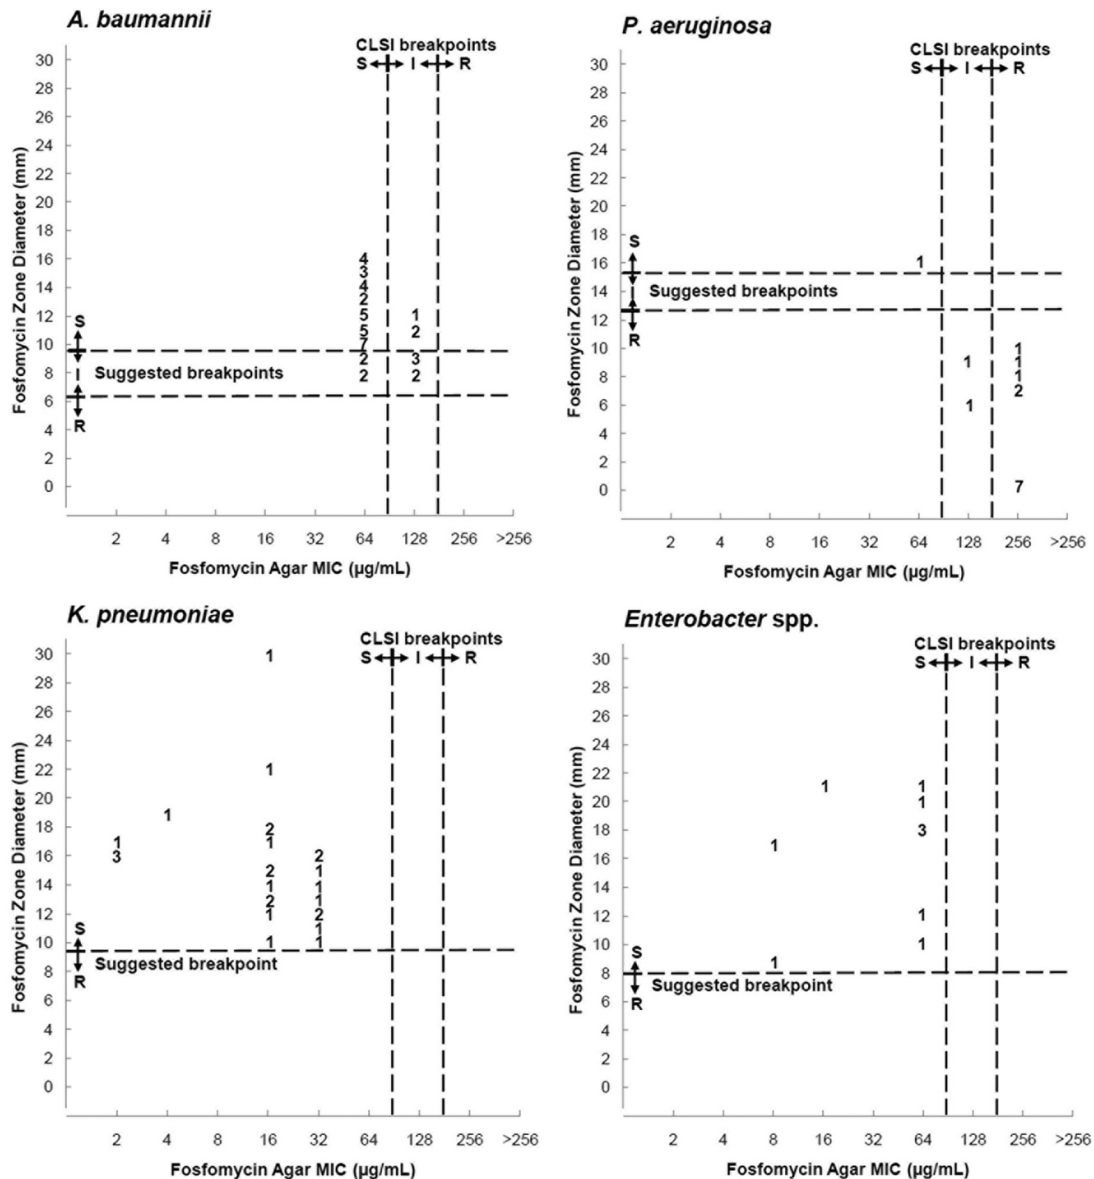 A. baumannii
CLSI breakpoints
S I R
Fosfomycin Zone Diameter (mm)
30
28
26
24
22
20
18
16
14
12
10
8
6
4
2
0
4
3
4
2
5
5
7
2
2
1
2
3
2
S
I
R
Suggested breakpoints
2 4 8 16 32 64 128 256 >256
Fosfomycin Agar MIC (µg/mL)
P. aeruginosa
CLSI breakpoints
S I R
Fosfomycin Zone Diameter (mm)
30
28
26
24
22
20
18
16
14
12
10
8
6
4
2
0
1
1
1
1
1
1
2
7
S
I
R
Suggested breakpoints
2 4 8 16 32 64 128 256 >256
Fosfomycin Agar MIC (µg/mL)
K. pneumoniae
CLSI breakpoints
S I R
Fosfomycin Zone Diameter (mm)
30
28
26
24
22
20
18
16
14
12
10
8
6
4
2
0
1
3
1
1
1
2
1
2
1
2
1
1
2
1
1
1
2
1
1
S
R
Suggested breakpoint
2 4 8 16 32 64 128 256 >256
Fosfomycin Agar MIC (µg/mL)
Enterobacter spp.
CLSI breakpoints
S I R
Fosfomycin Zone Diameter (mm)
30
28
26
24
22
20
18
16
14
12
10
8
6
4
2
0
1
1
1
1
1
3
1
1
S
R
Suggested breakpoint
2 4 8 16 32 64 128 256 >256
Fosfomycin Agar MIC (µg/mL)